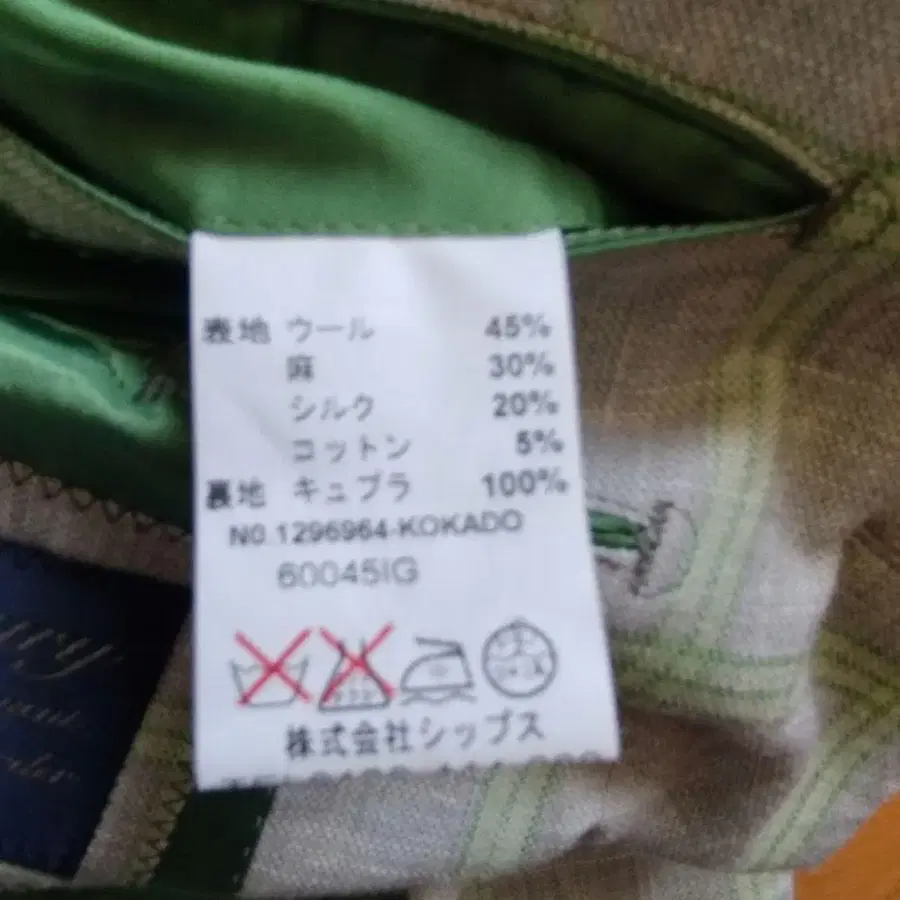 表地 ウール 45%
麻 30%
シルク 20%
コットン 5%
裏地 キュプラ 100%
NO.1296964-KOKADO
60045IG
株式会社シップス